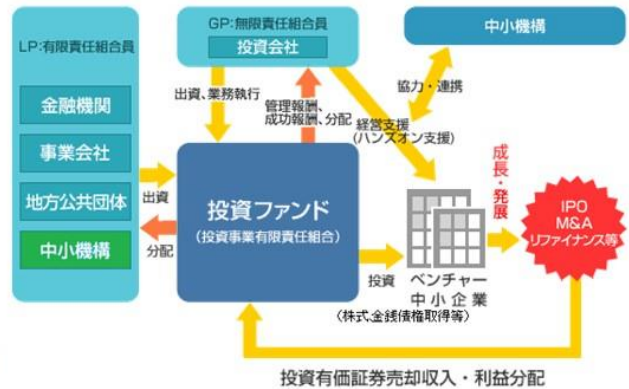 LP:有限責任組合員
金融機関
事業会社
地方公共団体
中小機構
GP:無限責任組合員
投資会社
中小機構
出資、業務執行
管理報酬、
成功報酬、分配
経営支援
(ハンズオン支援)
協力・連携
出資
分配
投資ファンド
(投資事業有限責任組合)
投資
ベンチャー
中小企業
(株式、金銭債権取得等)
成長・発展
IPO
M&A
リファイナンス等
投資有価証券売却収入・利益分配